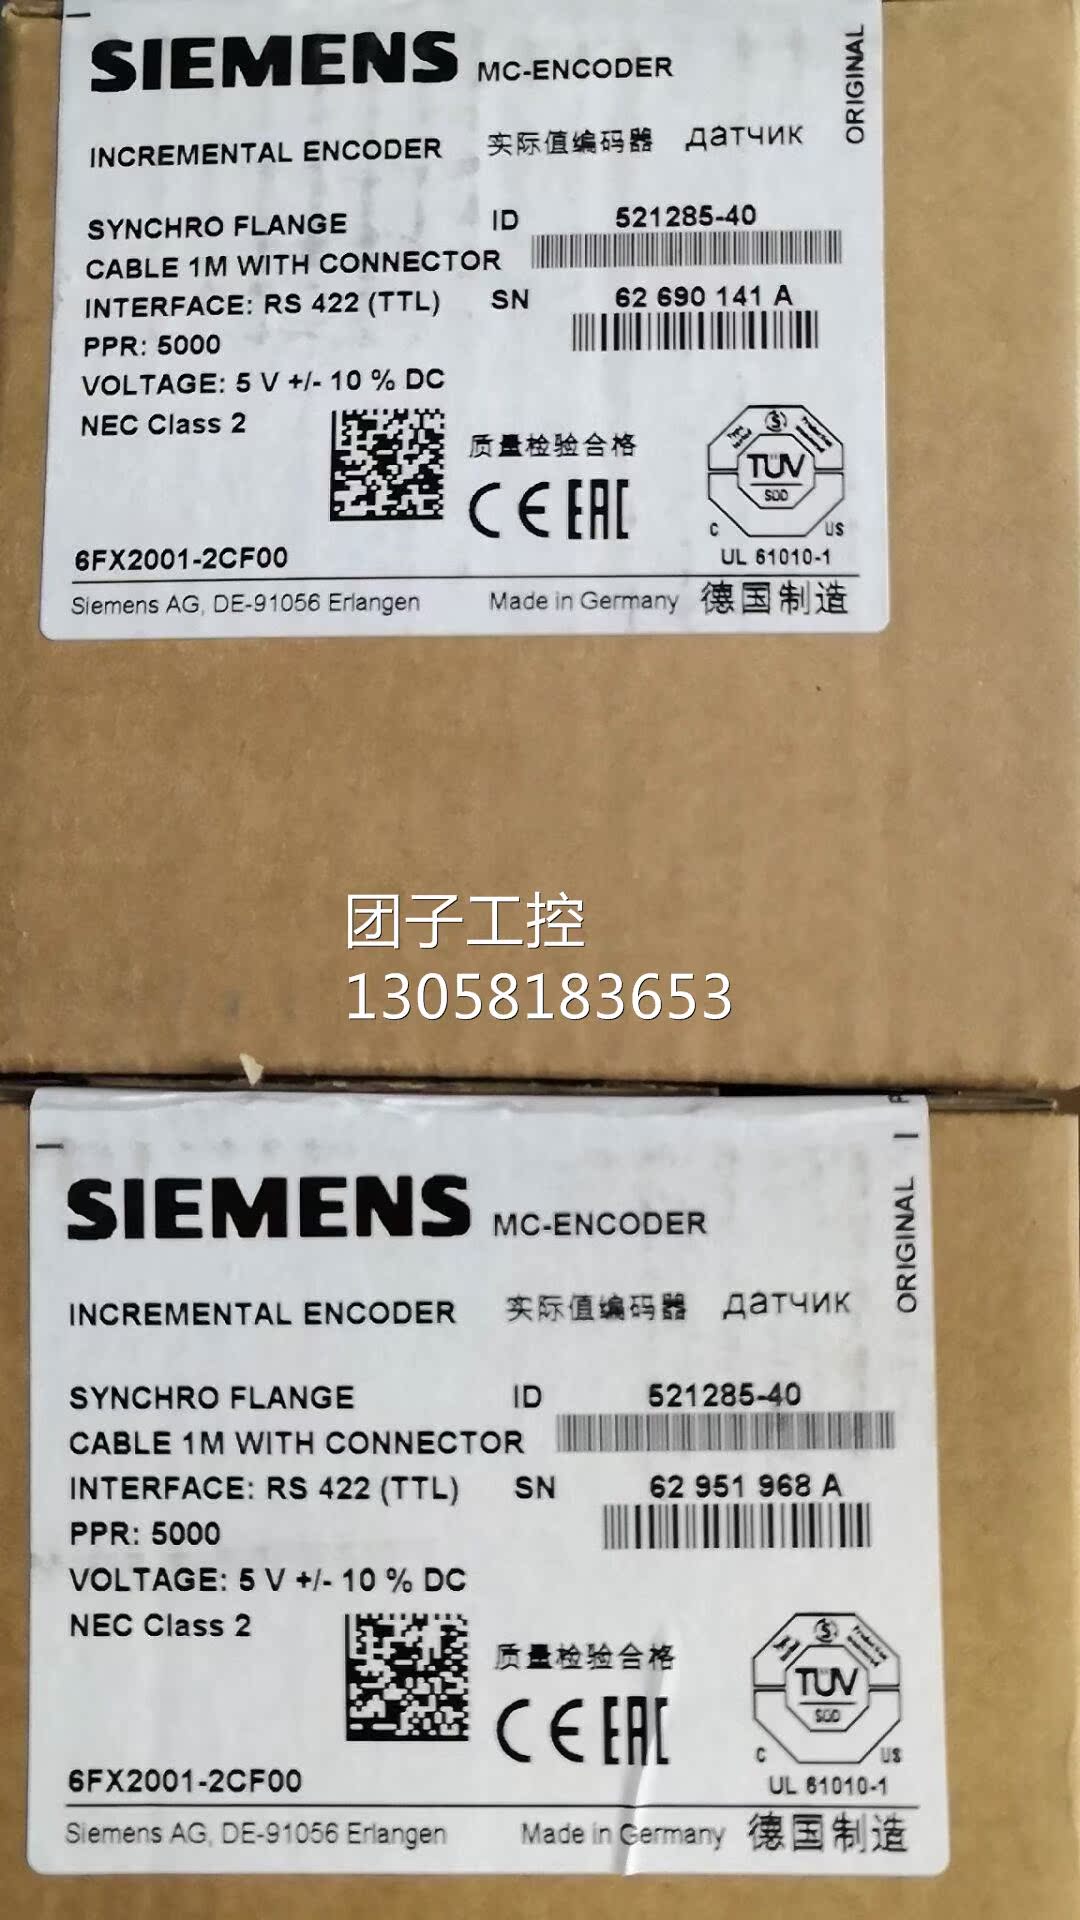 SIEMENS MC-ENCODER
ORIGINAL
INCREMENTAL ENCODER 实际值编码器 датчик
SYNCHRO FLANGE ID 521285-40
CABLE 1M WITH CONNECTOR
INTERFACE: RS 422 (TTL) SN 62 690 141 A
PPR: 5000
VOLTAGE: 5 V +/- 10 % DC
NEC Class 2
质量检验合格
CE EAC
TÜV
SÜD
C US
6FX2001-2CF00
UL 61010-1
Siemens AG, DE-91056 Erlangen Made in Germany 德国制造
团子工控
13058183653
SIEMENS MC-ENCODER
ORIGINAL
INCREMENTAL ENCODER 实际值编码器 датчик
SYNCHRO FLANGE ID 521285-40
CABLE 1M WITH CONNECTOR
INTERFACE: RS 422 (TTL) SN 62 951 968 A
PPR: 5000
VOLTAGE: 5 V +/- 10 % DC
NEC Class 2
质量检验合格
CE EAC
TÜV
SÜD
C US
6FX2001-2CF00
UL 61010-1
Siemens AG, DE-91056 Erlangen Made in Germany 德国制造